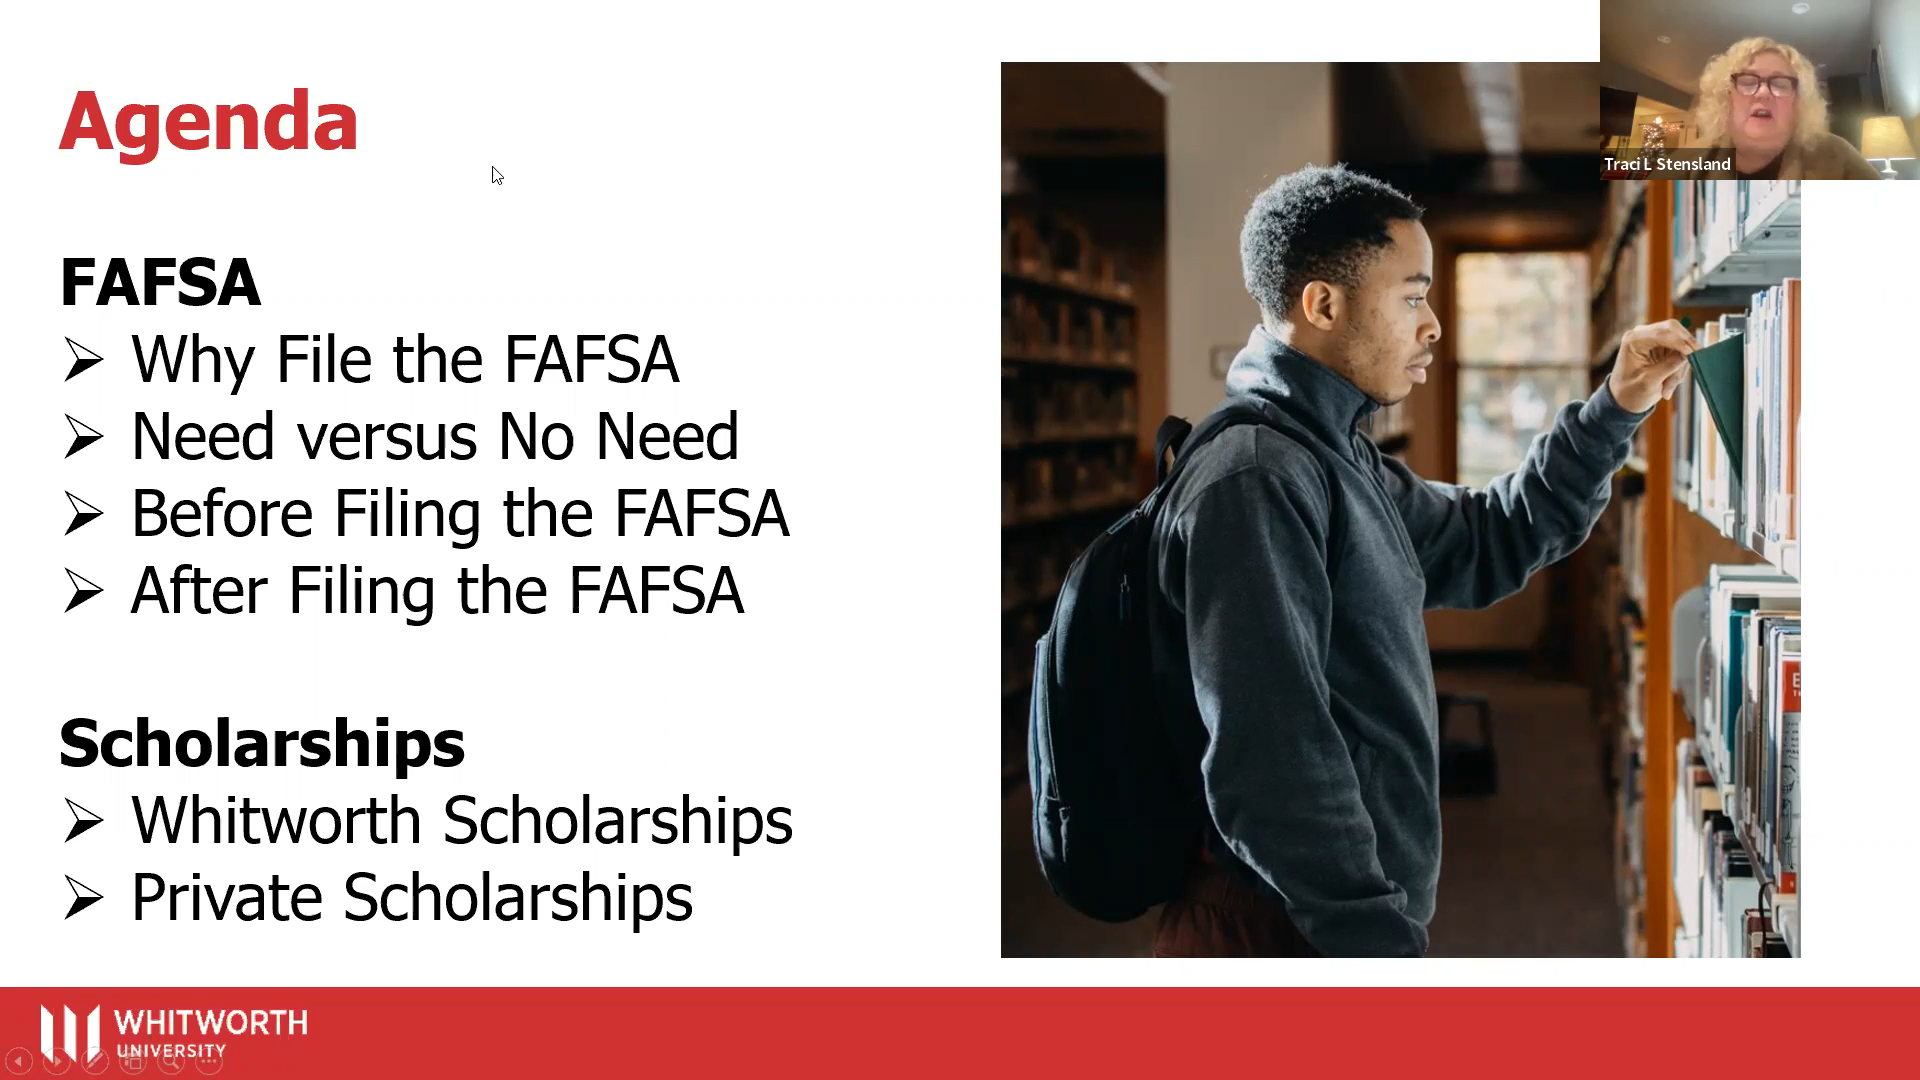 Agenda
Traci L Stensland
FAFSA
➢ Why File the FAFSA
➢ Need versus No Need
➢ Before Filing the FAFSA
➢ After Filing the FAFSA
Scholarships
➢ Whitworth Scholarships
➢ Private Scholarships
WHITWORTH
UNIVERSITY